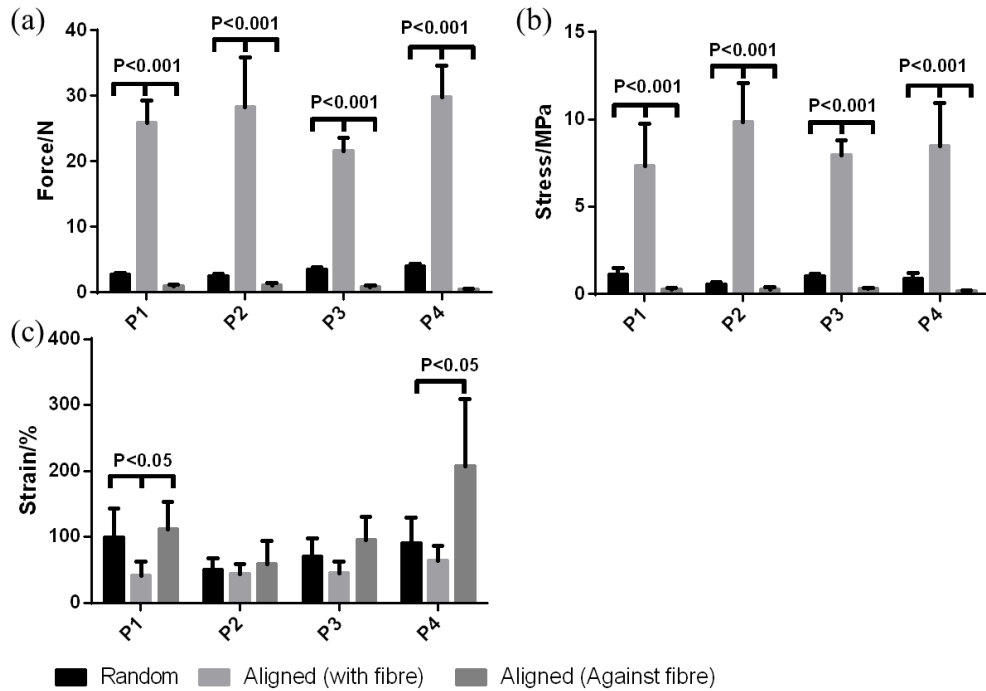 (a)
Force/N
40
30
20
10
0
P<0.001
P<0.001
P<0.001
P<0.001
P1
P2
P3
P4
(b)
Stress/MPa
15
10
5
0
P<0.001
P<0.001
P<0.001
P<0.001
P1
P2
P3
P4
(c)
Strain/%
400
300
200
100
0
P<0.05
P<0.05
P1
P2
P3
P4
Random
Aligned (with fibre)
Aligned (Against fibre)